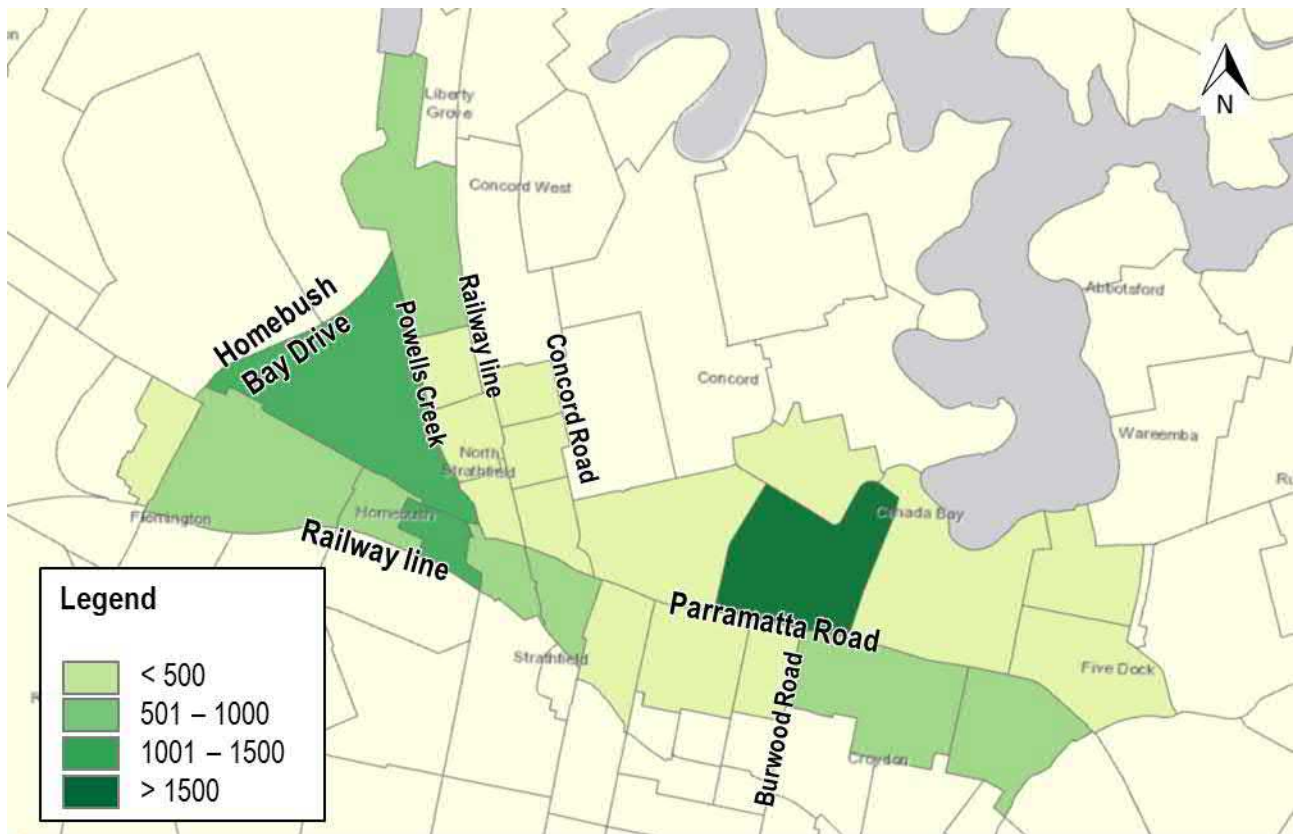 Liberty
Grove
N
Concord West
Abbotsford
Homebush
Bay Drive
Powells Creek
Railway line
Concord Road
Concord
Wareemba
North
Strathfield
Canada Bay
Flemington
Homebush
Railway line
Parramatta Road
Strathfield
Five Dock
Burwood Road
Croydon
Legend
< 500
501 – 1000
1001 – 1500
> 1500